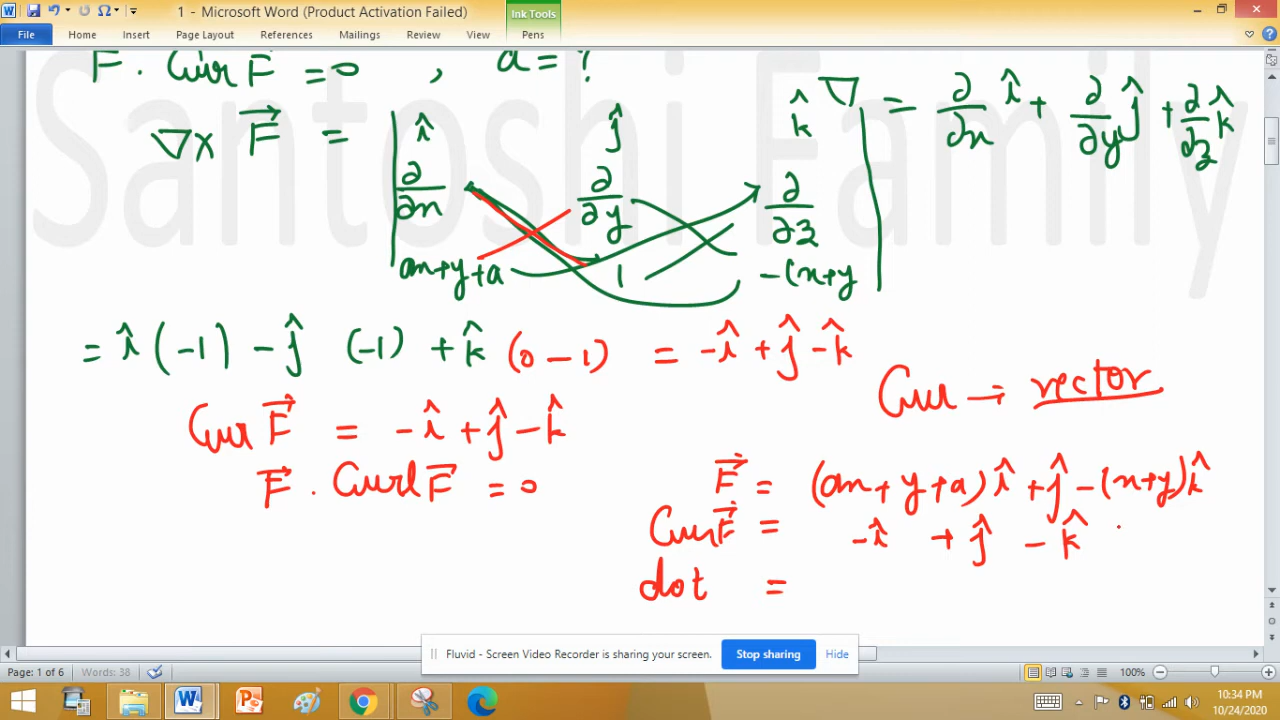 1 - Microsoft Word (Product Activation Failed)
Ink Tools
File Home Insert Page Layout References Mailings Review View Pens
F . Curl F = 0 , a = ?
∇ = ∂/∂x î + ∂/∂y ĵ + ∂/∂z k̂
∇x F⃗ = | î ĵ k̂ |
∂/∂x ∂/∂y ∂/∂z
ax+y+a 1 -(x+y
= î (-1) - ĵ (-1) + k̂ (0-1) = -î + ĵ - k̂
Curl → vector
Curl F⃗ = -î + ĵ - k̂
F⃗ . Curl F⃗ = 0
F⃗ = (ax+y+a) î + ĵ - (x+y) k̂
Curl F⃗ = -î + ĵ - k̂
dot =
Santoshi Family
Fluvid - Screen Video Recorder is sharing your screen. Stop sharing Hide
Page: 1 of 6 Words: 38 100%
10:34 PM
10/24/2020